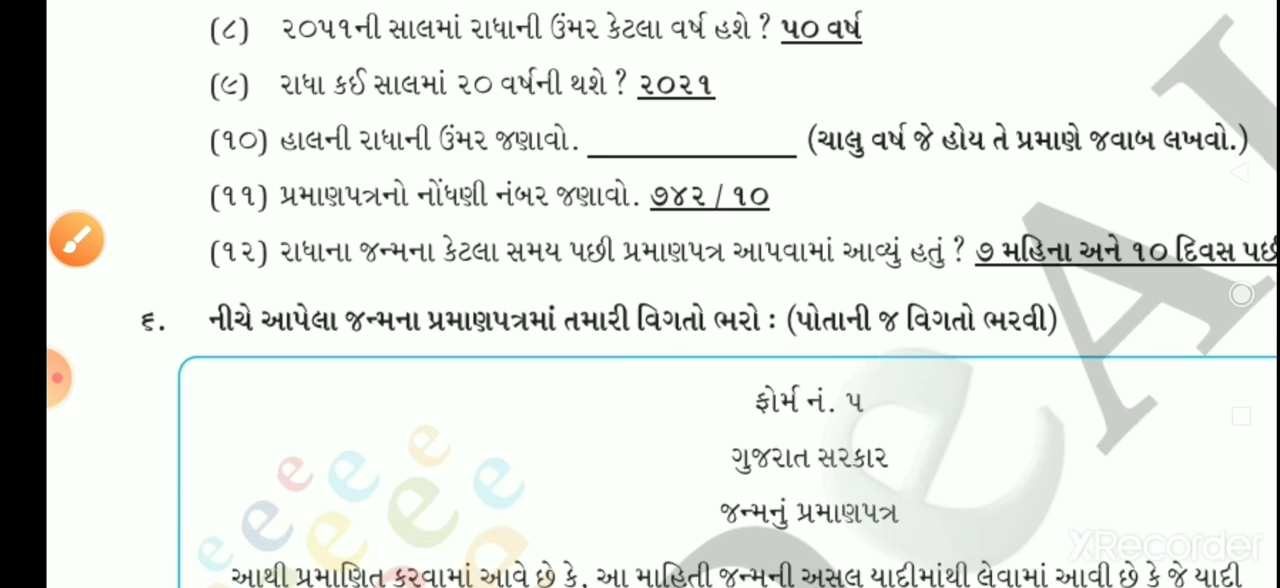 (૮) ૨૦૫૧ની સાલમાં રાધાની ઉંમર કેટલા વર્ષ હશે ? ૫૦ વર્ષ
(૯) રાધા કઈ સાલમાં ૨૦ વર્ષની થશે ? ૨૦૨૧
(૧૦) હાલની રાધાની ઉંમર જણાવો. ____________ (ચાલુ વર્ષ જે હોય તે પ્રમાણે જવાબ લખવો.)
(૧૧) પ્રમાણપત્રનો નોંધણી નંબર જણાવો. ૭૪૨ / ૧૦
(૧૨) રાધાના જન્મના કેટલા સમય પછી પ્રમાણપત્ર આપવામાં આવ્યું હતું ? ૭ મહિના અને ૧૦ દિવસ પછી
૬. નીચે આપેલા જન્મના પ્રમાણપત્રમાં તમારી વિગતો ભરો : (પોતાની જ વિગતો ભરવી)
ફોર્મ નં. ૫
ગુજરાત સરકાર
જન્મનું પ્રમાણપત્ર
XRecorder
આથી પ્રમાણિત કરવામાં આવે છે કે, આ માહિતી જન્મની અસલ યાદીમાંથી લેવામાં આવી છે કે જે યાદી